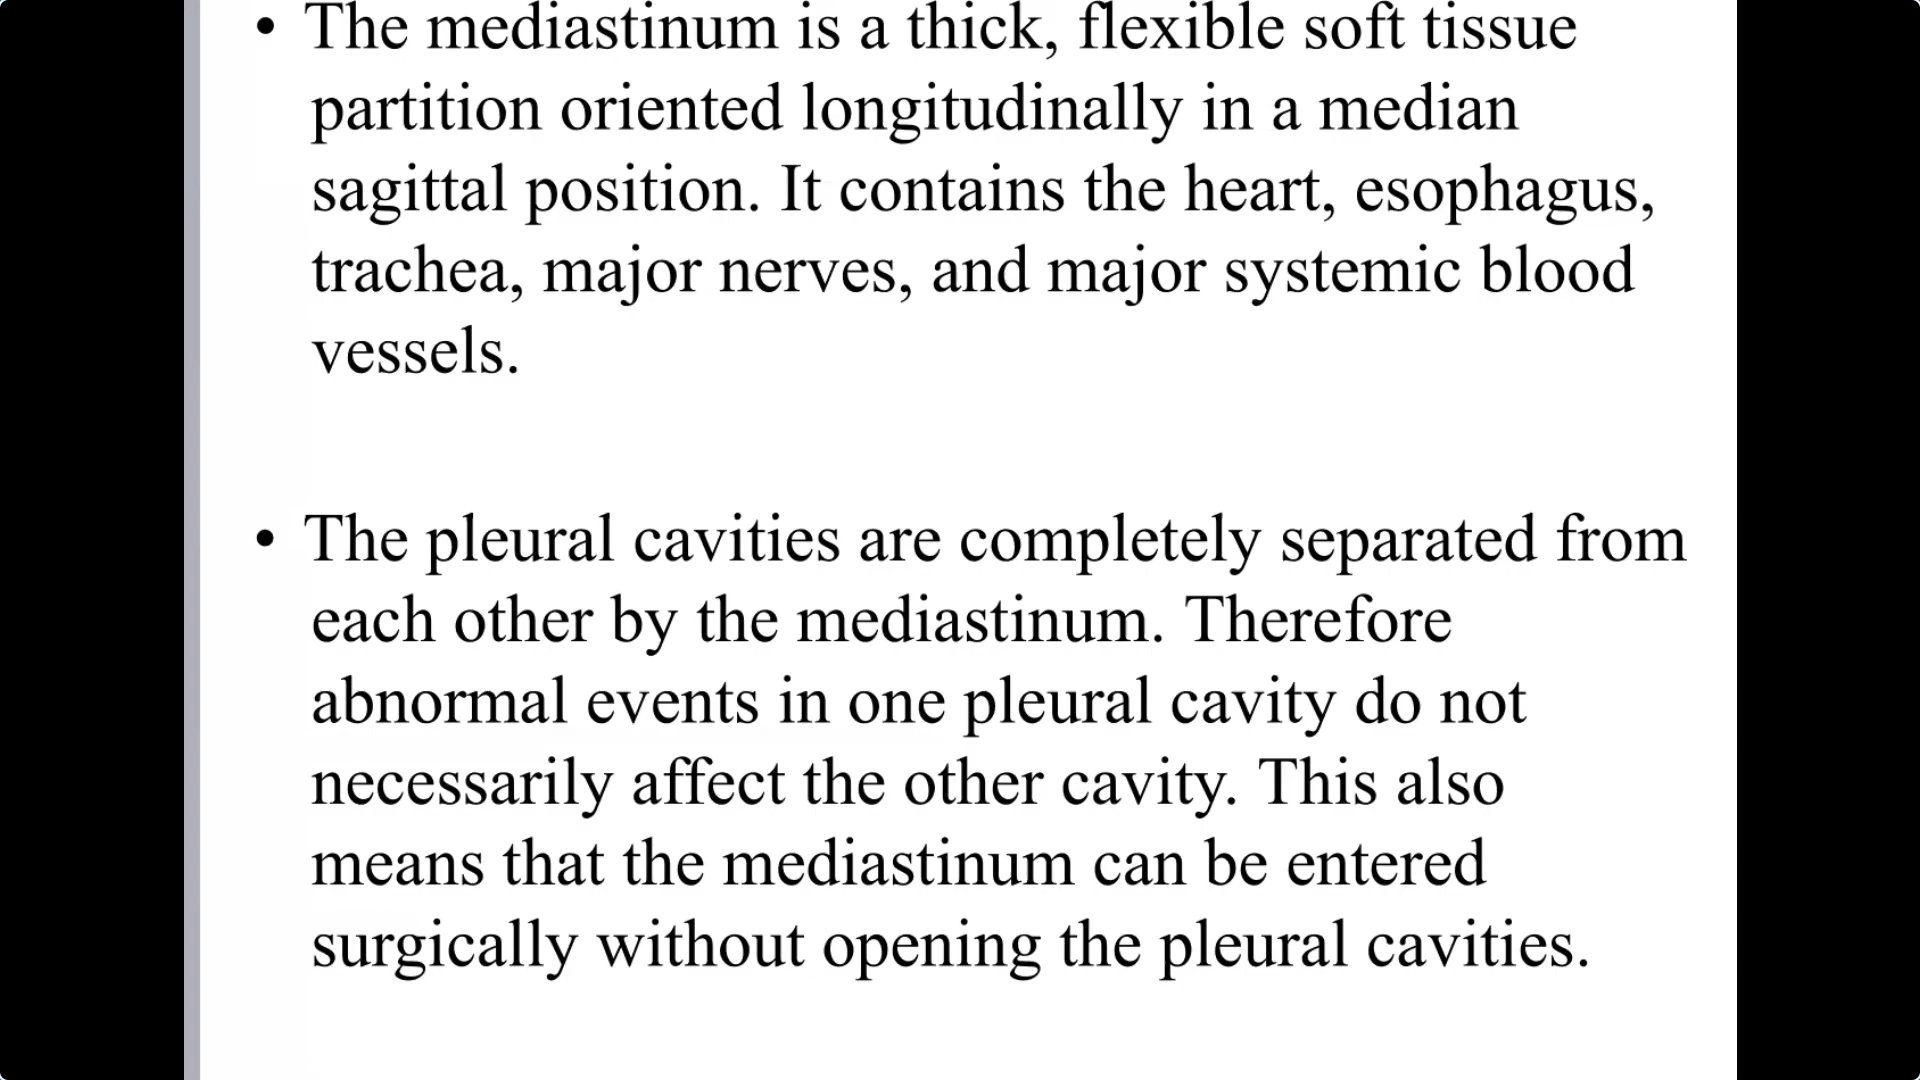 • The mediastinum is a thick, flexible soft tissue
partition oriented longitudinally in a median
sagittal position. It contains the heart, esophagus,
trachea, major nerves, and major systemic blood
vessels.
• The pleural cavities are completely separated from
each other by the mediastinum. Therefore
abnormal events in one pleural cavity do not
necessarily affect the other cavity. This also
means that the mediastinum can be entered
surgically without opening the pleural cavities.